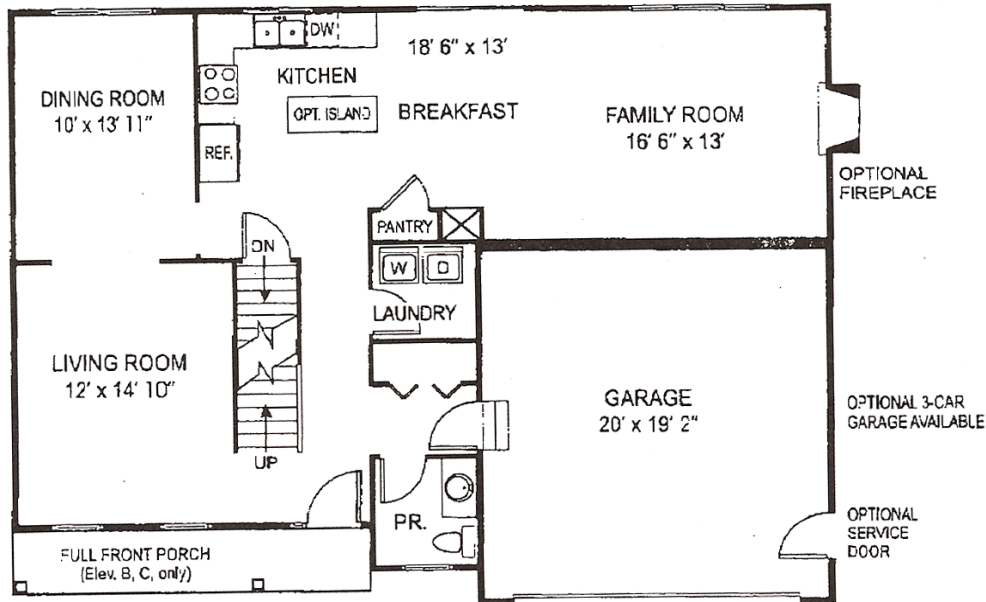 DW
18' 6" x 13'
KITCHEN
DINING ROOM
10' x 13' 11"
OPT. ISLAND
BREAKFAST
FAMILY ROOM
16' 6" x 13'
REF.
OPTIONAL
FIREPLACE
PANTRY
DN
W D
LAUNDRY
LIVING ROOM
12' x 14' 10"
GARAGE
20' x 19' 2"
OPTIONAL 3-CAR
GARAGE AVAILABLE
UP
PR.
OPTIONAL
SERVICE
DOOR
FULL FRONT PORCH
(Elev. B, C, only)